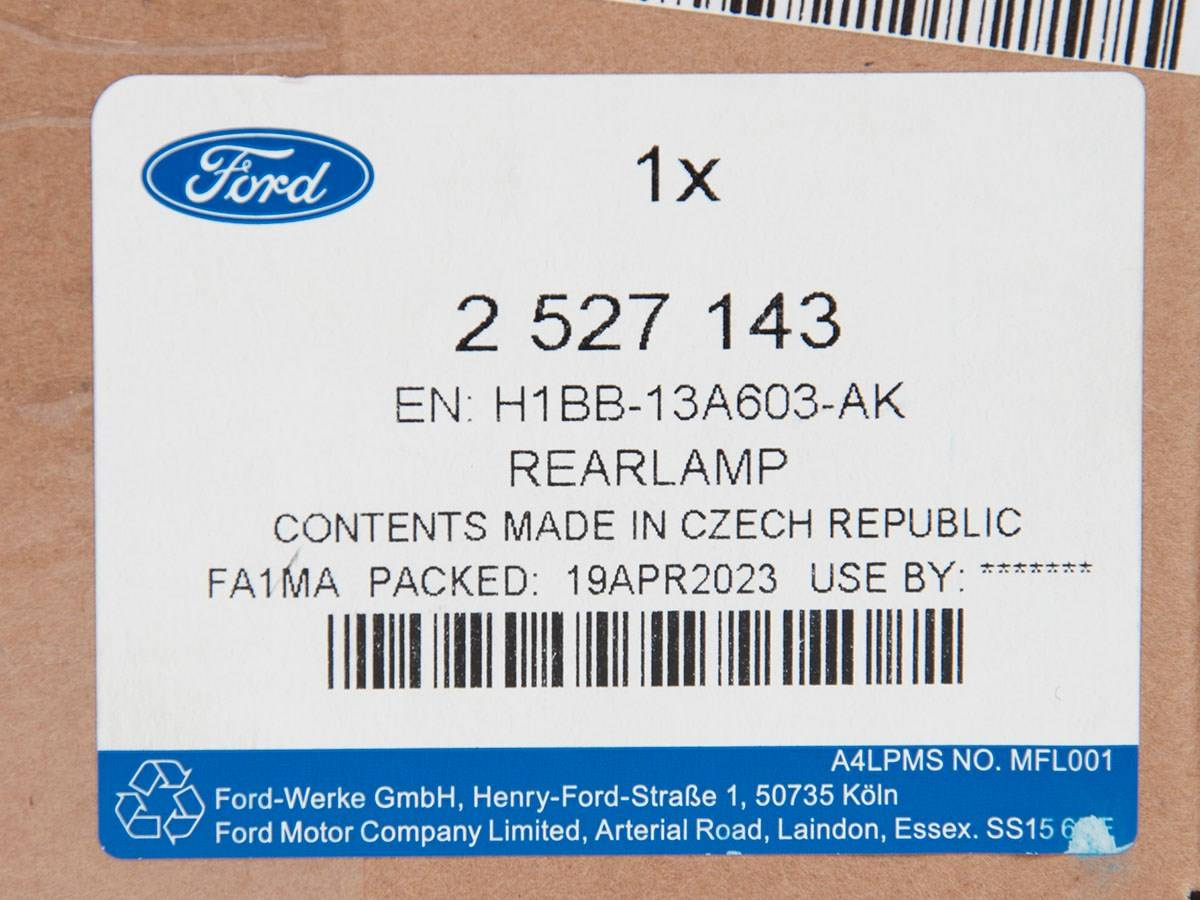 Ford
1x
2 527 143
EN: H1BB-13A603-AK
REARLAMP
CONTENTS MADE IN CZECH REPUBLIC
FA1MA PACKED: 19APR2023 USE BY: *******
A4LPMS NO. MFL001
Ford-Werke GmbH, Henry-Ford-Straße 1, 50735 Köln
Ford Motor Company Limited, Arterial Road, Laindon, Essex. SS15